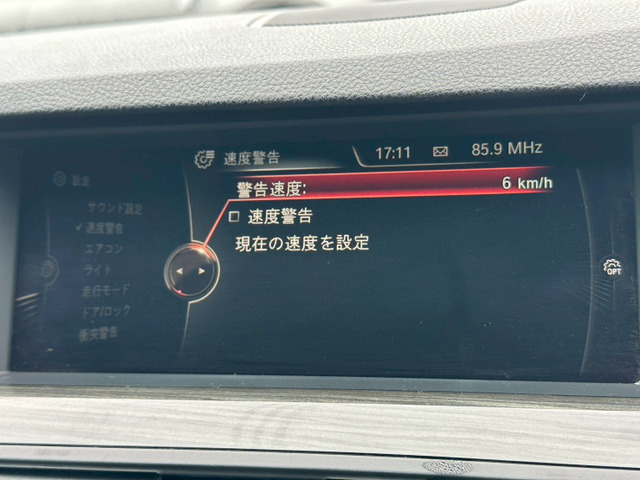 速度警告 17:11 85.9 MHz
設定
警告速度: 6 km/h
速度警告
現在の速度を設定
サウンド設定
速度警告
エアコン
ライト
走行モード
ドア/ロック
衝突警告
OPT